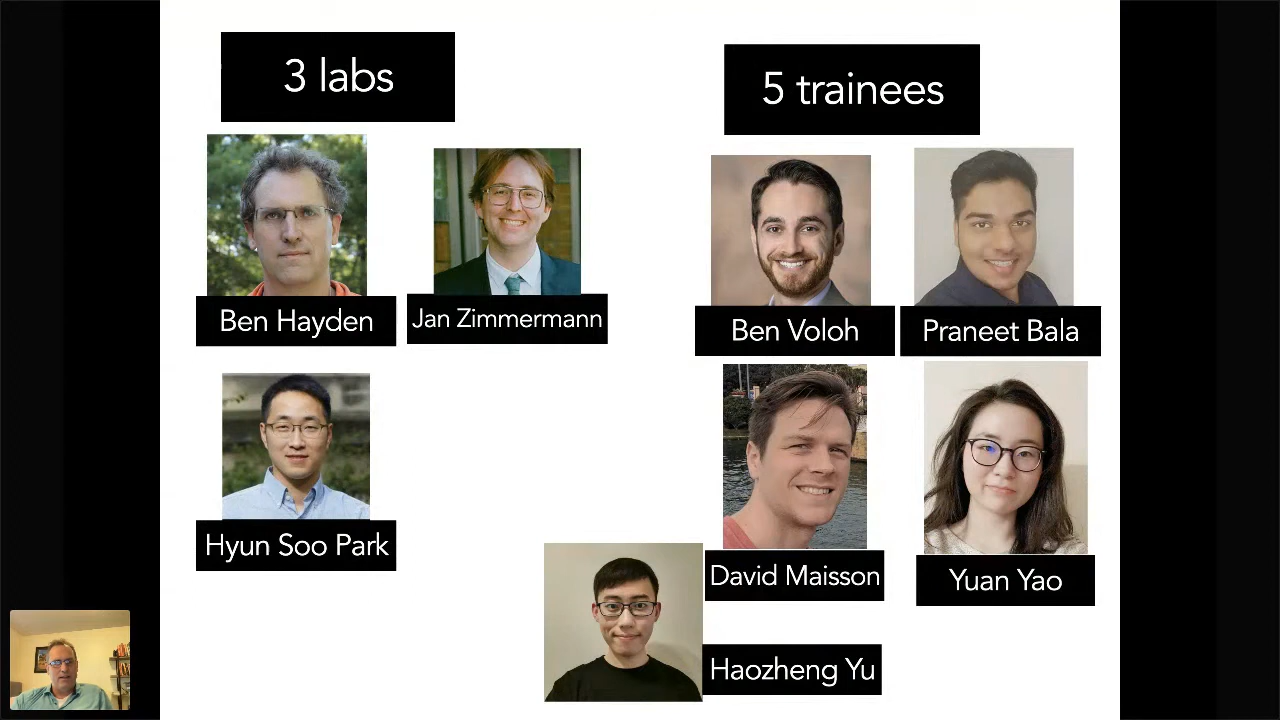 3 labs
5 trainees
Ben Hayden
Jan Zimmermann
Ben Voloh
Praneet Bala
Hyun Soo Park
David Maisson
Yuan Yao
Haozheng Yu